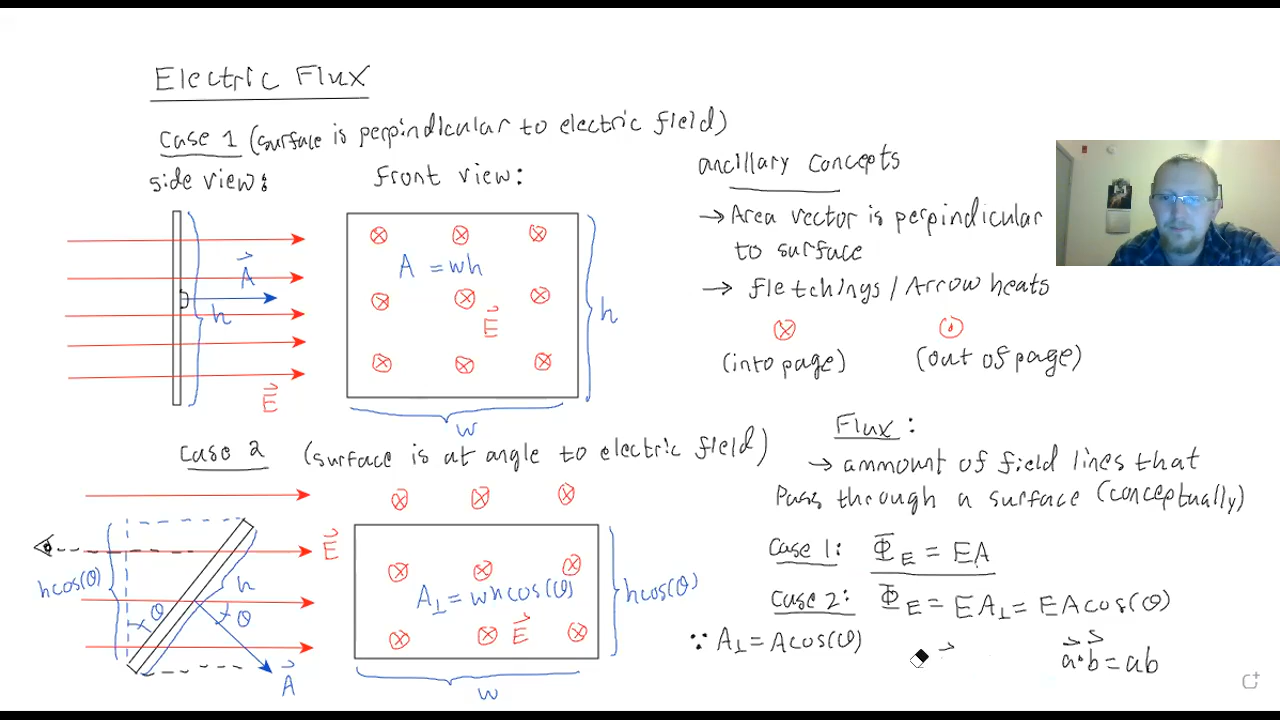 Electric Flux
Case 1 (surface is perpindicular to electric field)
side view:
front view:
A⃗
h
E⃗
A = wh
E⃗
h
w
ancillary concepts
→ Area vector is perpindicular
to surface
→ fletchings / Arrow heats
(into page)
(out of page)
Case 2 (surface is at angle to electric field)
E⃗
hcos(θ)
h
θ
θ
A⃗
A⊥ = whcos(θ)
E⃗
hcos(θ)
w
Flux:
→ ammount of field lines that
Pass through a surface (conceptually)
Case 1: Φ_E = EA
Case 2: Φ_E = EA⊥ = EAcos(θ)
∵ A⊥ = Acos(θ)
a⃗·b⃗ = ab